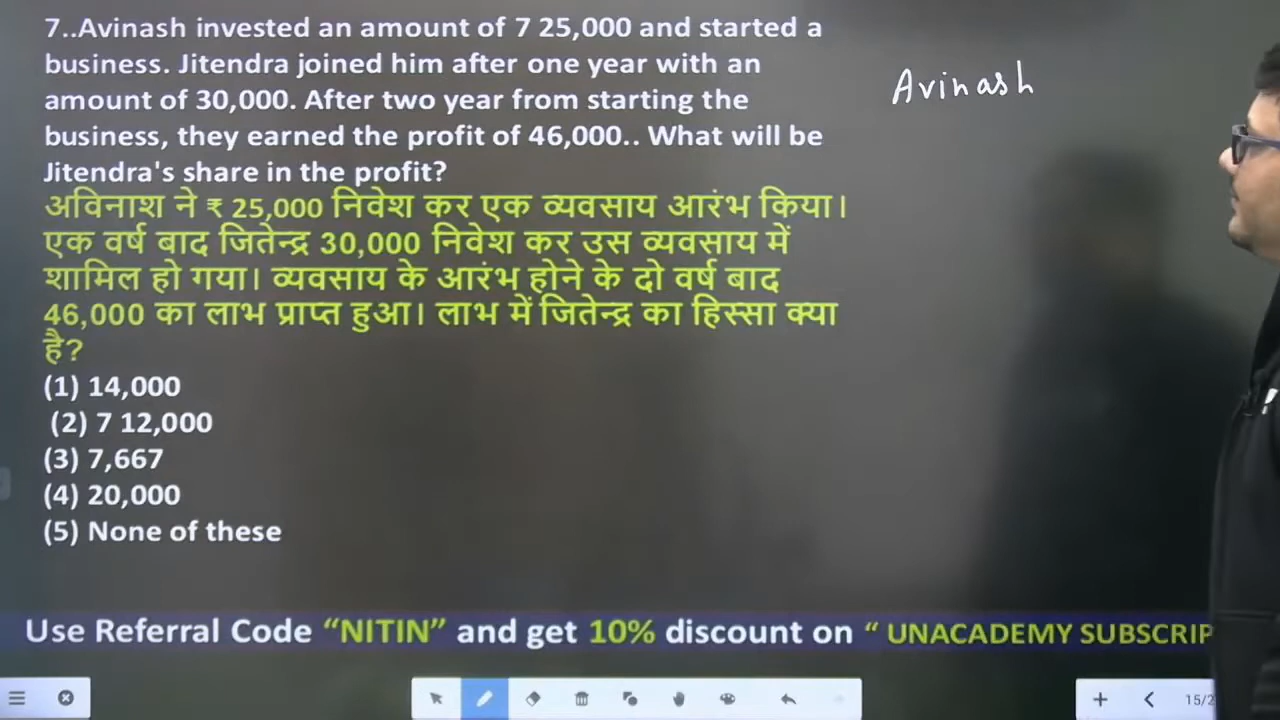 7..Avinash invested an amount of 7 25,000 and started a
business. Jitendra joined him after one year with an
amount of 30,000. After two year from starting the
business, they earned the profit of 46,000.. What will be
Jitendra's share in the profit?
अविनाश ने ₹ 25,000 निवेश कर एक व्यवसाय आरंभ किया।
एक वर्ष बाद जितेन्द्र 30,000 निवेश कर उस व्यवसाय में
शामिल हो गया। व्यवसाय के आरंभ होने के दो वर्ष बाद
46,000 का लाभ प्राप्त हुआ। लाभ में जितेन्द्र का हिस्सा क्या
है?
(1) 14,000
(2) 7 12,000
(3) 7,667
(4) 20,000
(5) None of these
Avinash
Use Referral Code “NITIN” and get 10% discount on “ UNACADEMY SUBSCRIP
15/2